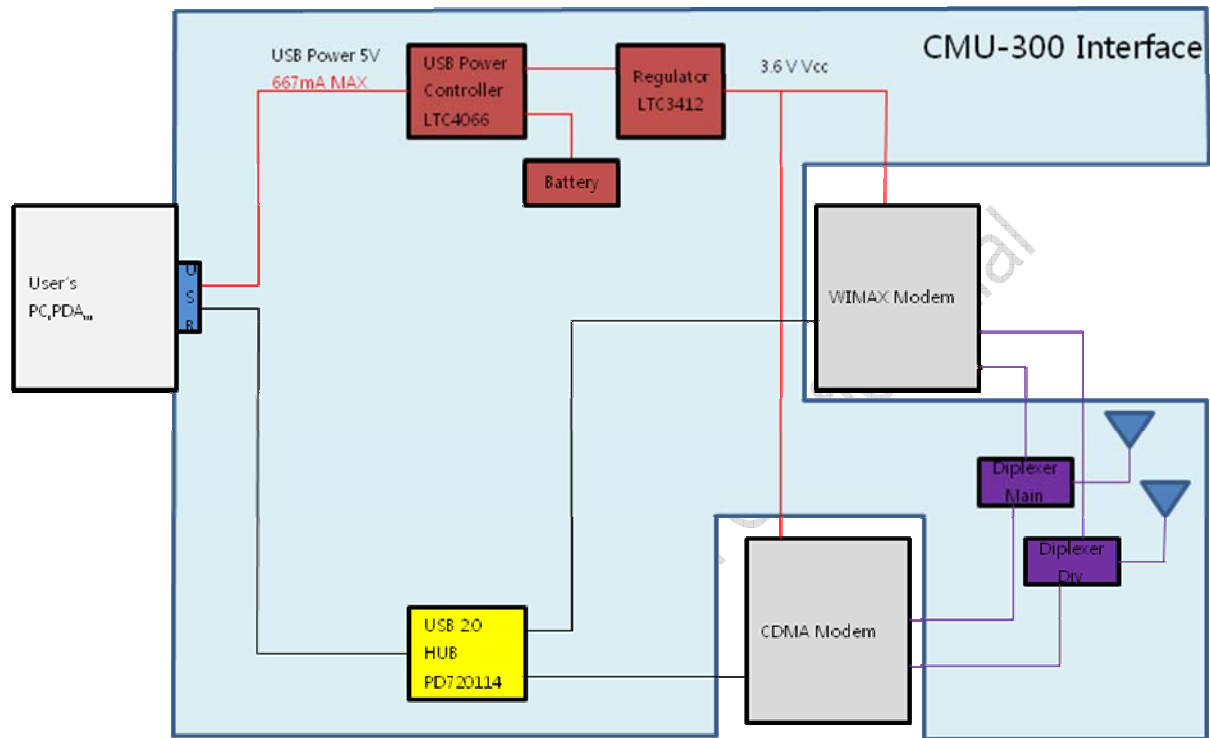 CMU-300 Interface
USB Power 5V
667mA MAX
USB Power
Controller
LTC4066
Regulator
LTC3412
3.6 V Vcc
Battery
User´s
PC,PDA,,,
U
S
B
WIMAX Modem
Diplexer
Main
Diplexer
Div
USB 2.0
HUB
PD720114
CDMA Modem